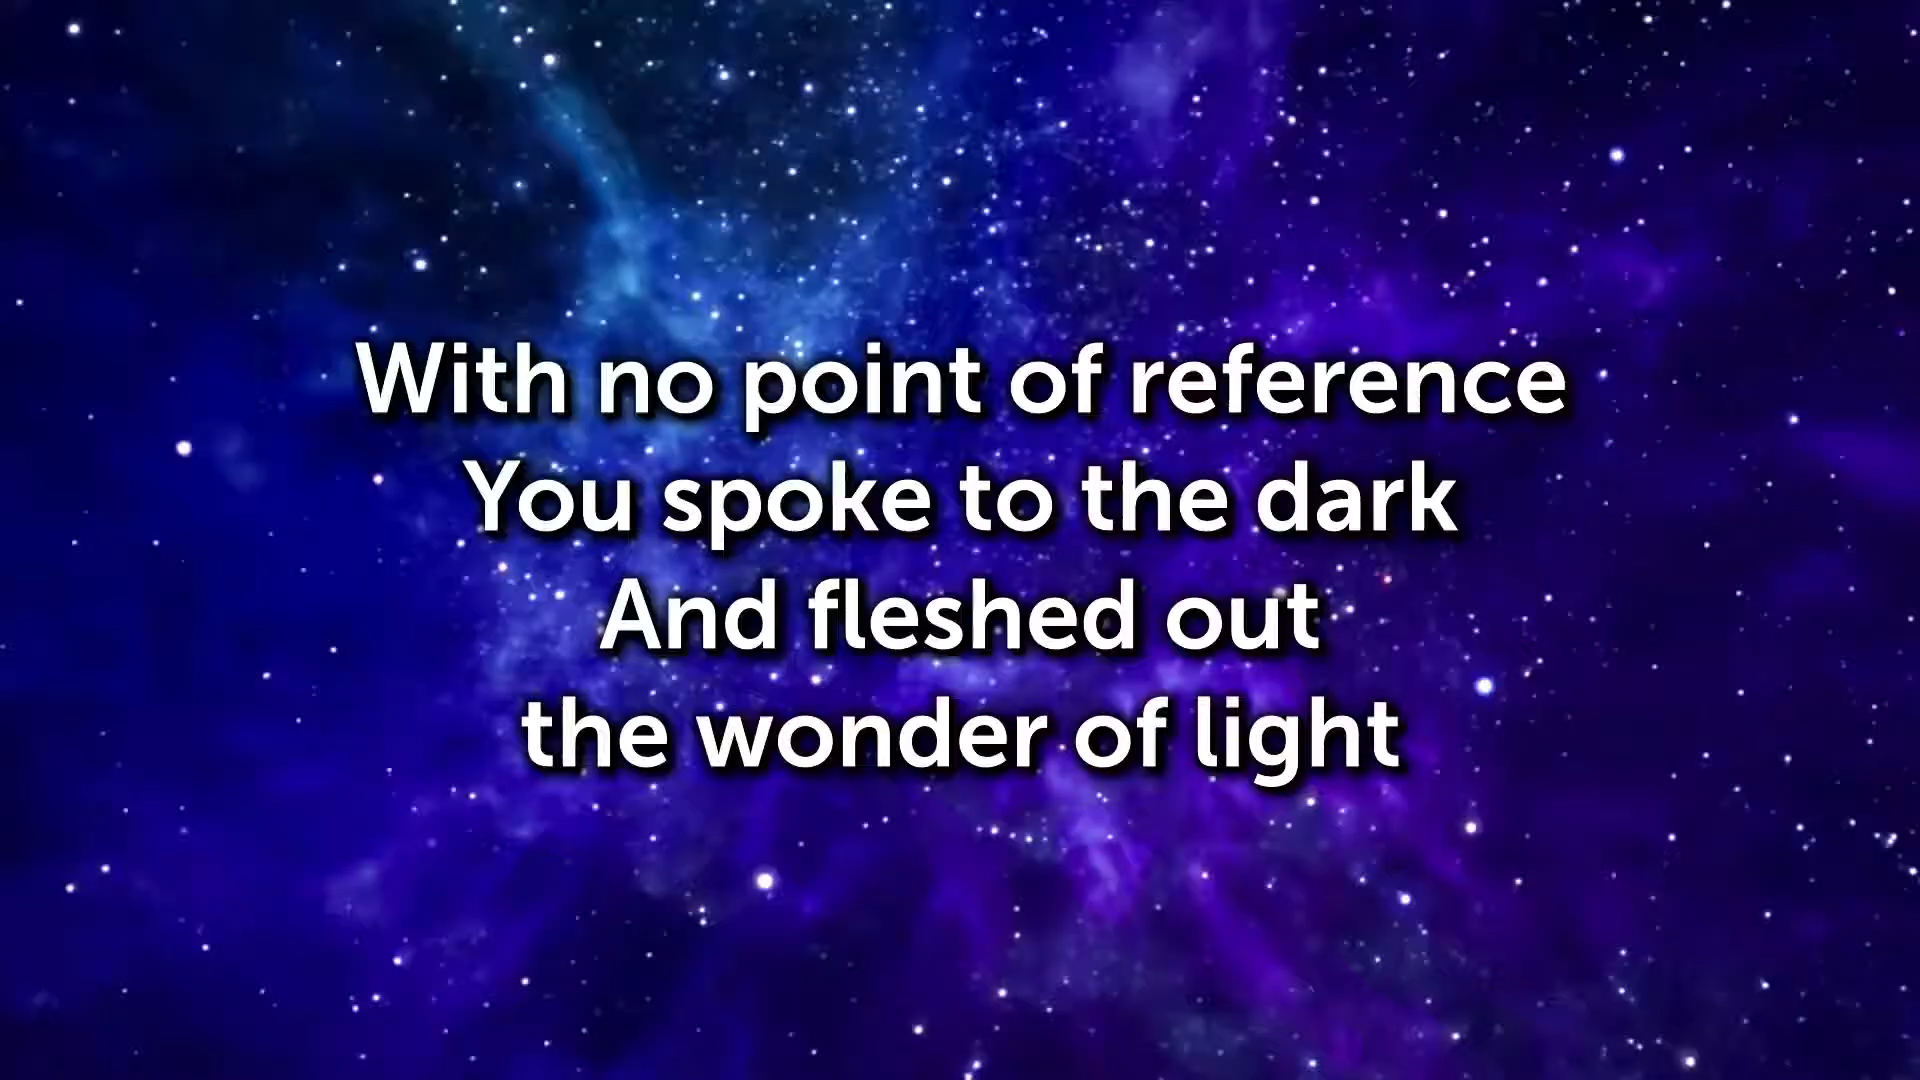 With no point of reference
You spoke to the dark
And fleshed out
the wonder of light